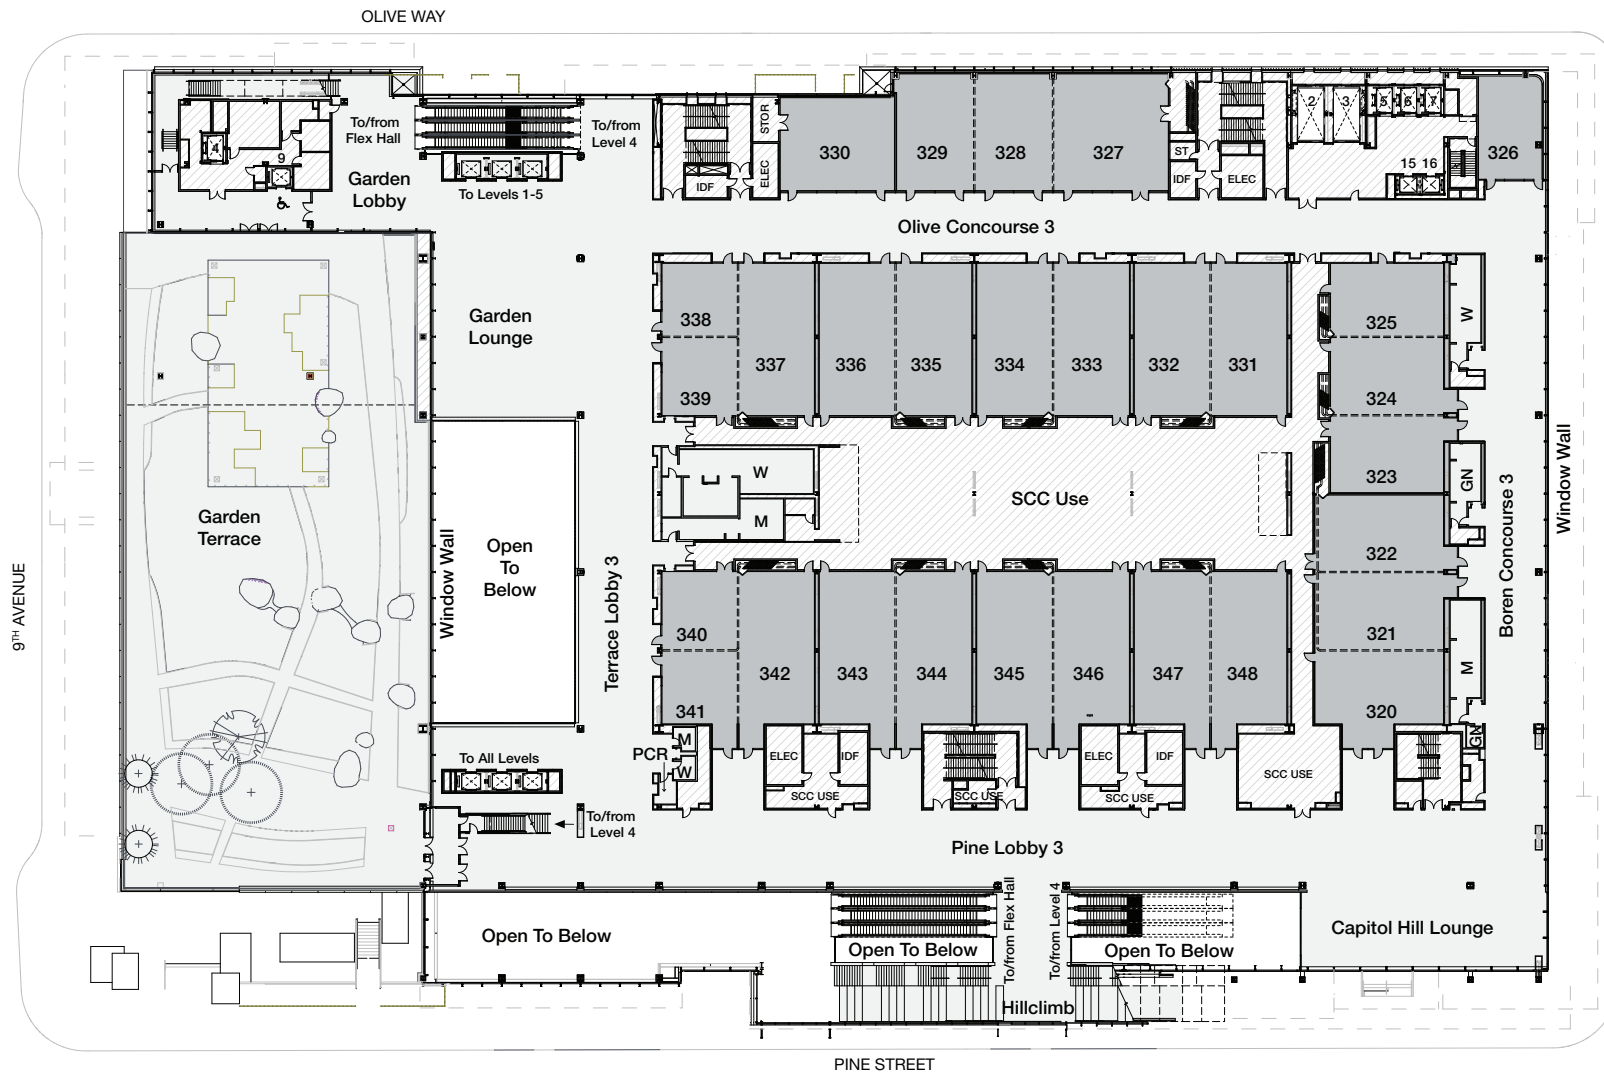 OLIVE WAY
To/from
Flex Hall
To/from
Level 4
STOR
ELEC
IDF
330
329
328
327
ST
IDF
ELEC
2
3
5
6
7
15 16
326
4
9
Garden
Lobby
To Levels 1-5
Olive Concourse 3
Garden
Lounge
338
339
337
336
335
334
333
332
331
325
324
323
W
GN
Garden
Terrace
Window Wall
Open
To
Below
Terrace Lobby 3
W
M
SCC Use
322
321
320
M
GN
Boren Concourse 3
Window Wall
9TH AVENUE
340
341
342
343
344
345
346
347
348
PCR
M
W
ELEC
IDF
SCC USE
SCC USE
ELEC
IDF
SCC USE
SCC USE
To All Levels
To/from
Level 4
Pine Lobby 3
Open To Below
Open To Below
To/from Flex Hall
To/from Level 4
Open To Below
Capitol Hill Lounge
Hillclimb
PINE STREET